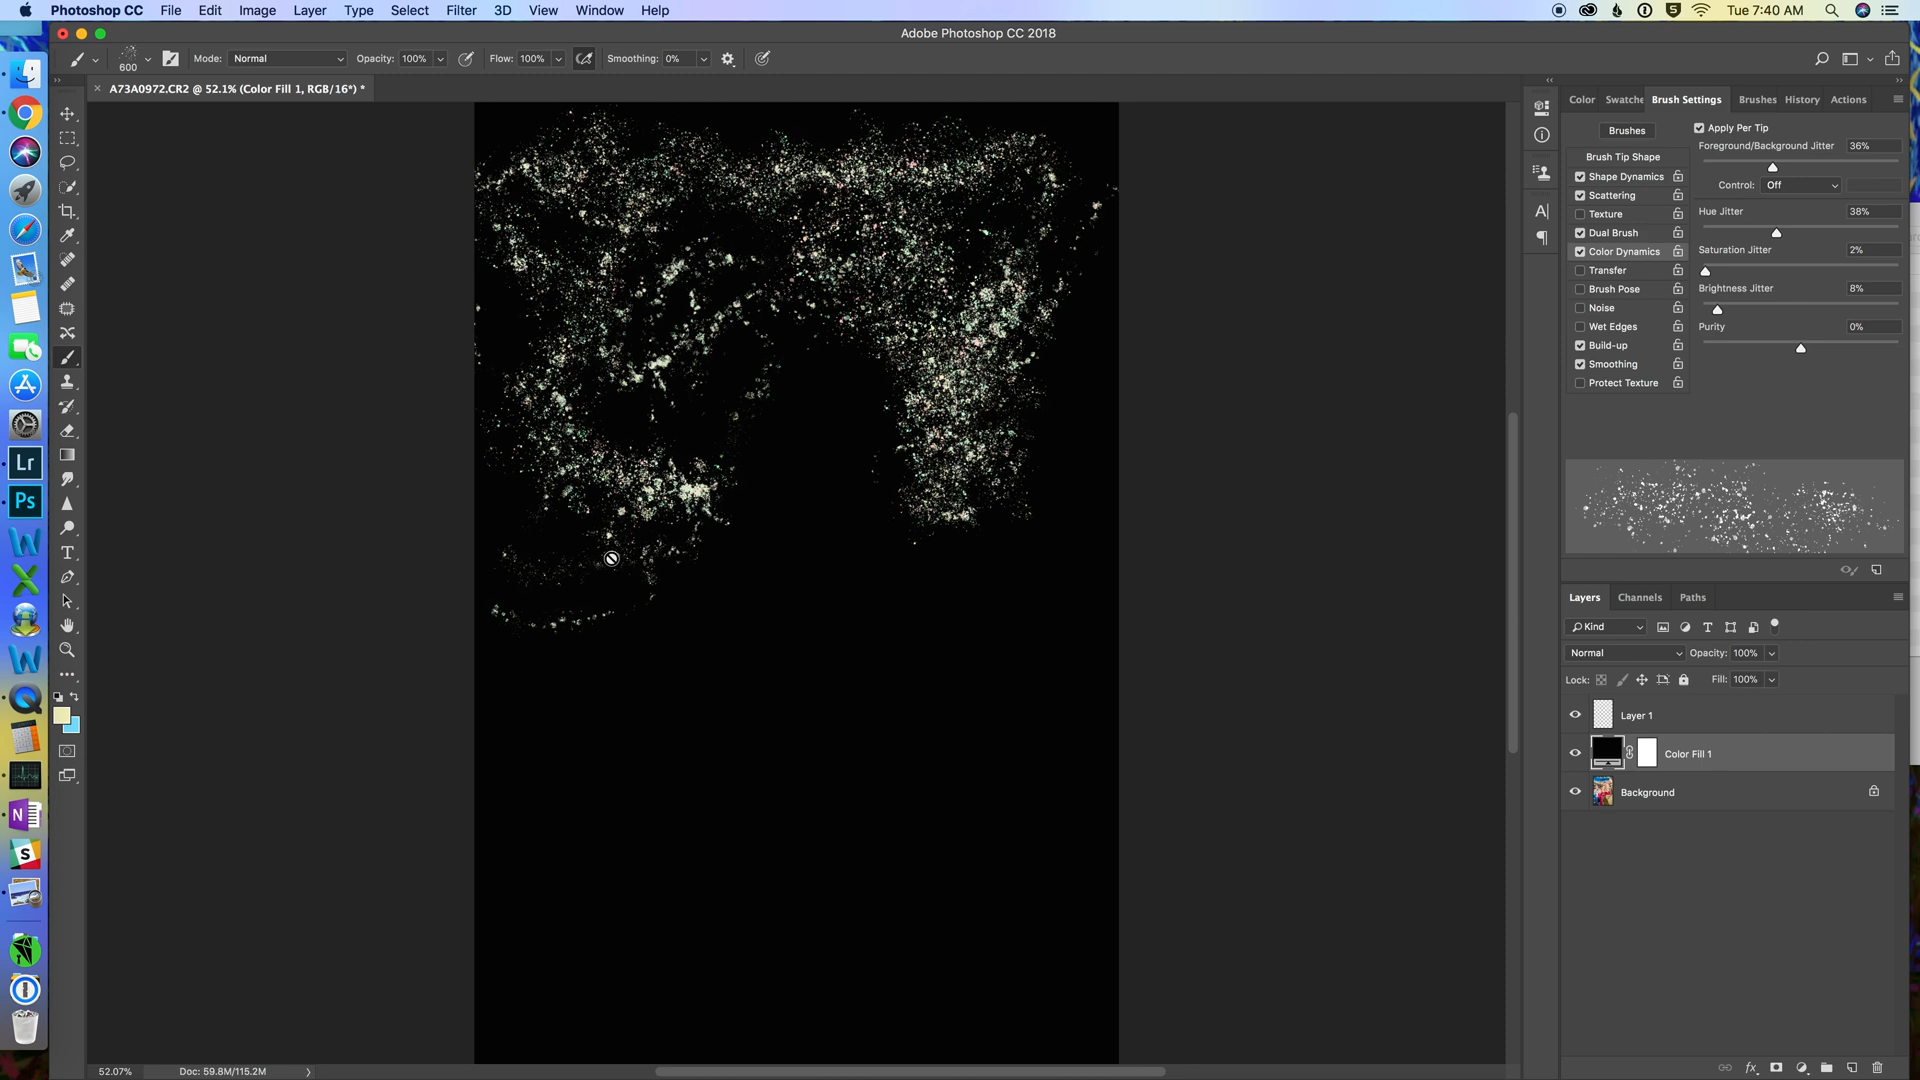 Photoshop CC File Edit Image Layer Type Select Filter 3D View Window Help Tue 7:40 AM
Adobe Photoshop CC 2018
600 Mode: Normal Opacity: 100% Flow: 100% Smoothing: 0%
A73A0972.CR2 @ 52.1% (Color Fill 1, RGB/16*) *
Color Swatche Brush Settings Brushes History Actions
Brushes
Apply Per Tip
Foreground/Background Jitter 36%
Brush Tip Shape
Shape Dynamics
Control: Off
Scattering
Hue Jitter 38%
Texture
Dual Brush
Saturation Jitter 2%
Color Dynamics
Transfer
Brightness Jitter 8%
Brush Pose
Noise
Purity 0%
Wet Edges
Build-up
Smoothing
Protect Texture
Lr
Ps
Layers Channels Paths
Kind
Normal Opacity: 100%
Lock: Fill: 100%
Layer 1
Color Fill 1
Background
52.07% Doc: 59.8M/115.2M